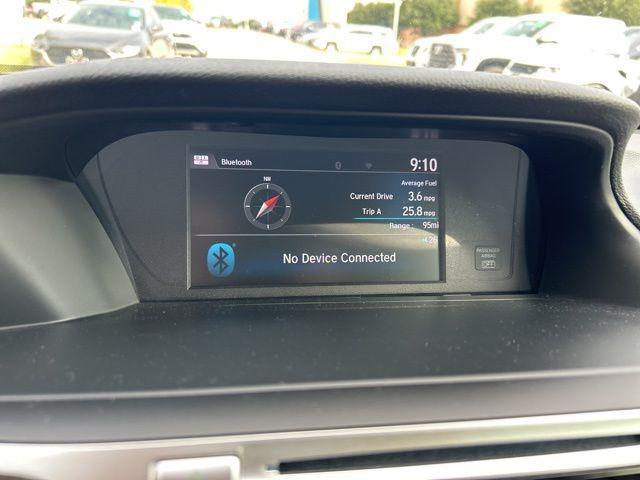 Bluetooth
9:10
NW
Average Fuel
Current Drive 3.6 mpg
Trip A 25.8 mpg
Range: 95mi
No Device Connected
PASSENGER
AIRBAG
OFF